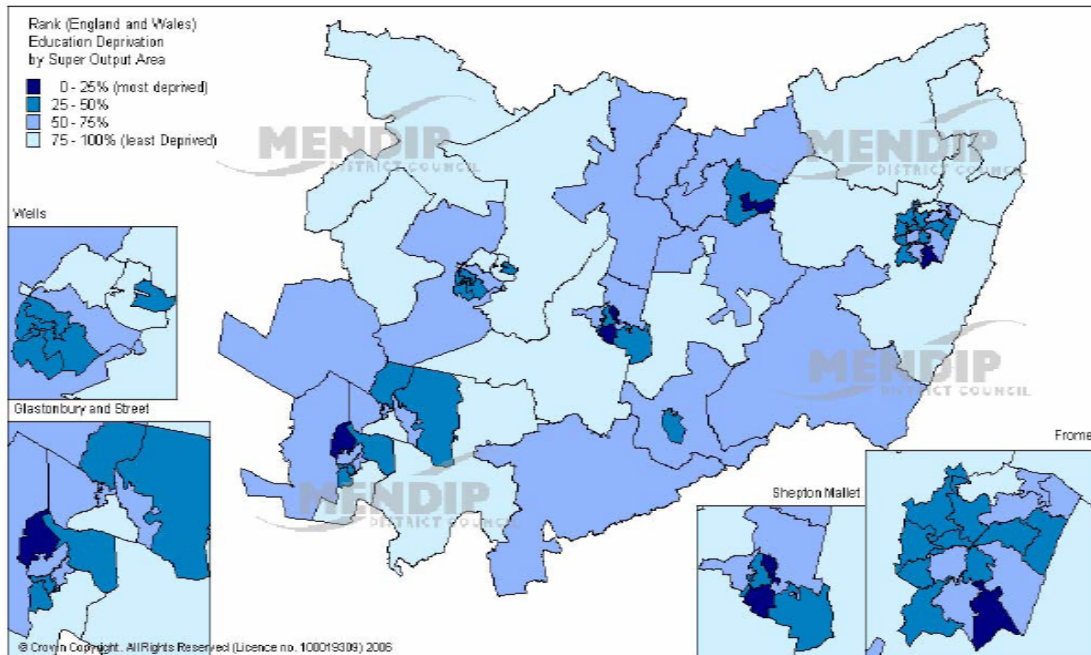 Rank (England and Wales)
Education Deprivation
by Super Output Area
0 - 25% (most deprived)
25 - 50%
50 - 75%
75 - 100% (least Deprived)
MENDIP
DISTRICT COUNCIL
MENDIP
DISTRICT COUNCIL
Wells
MENDIP
DISTRICT COUNCIL
Glastonbury and Street
Frome
MENDIP
DISTRICT COUNCIL
Shepton Mallet
© Crown Copyright. All Rights Reserved (Licence no. 100019309) 2006